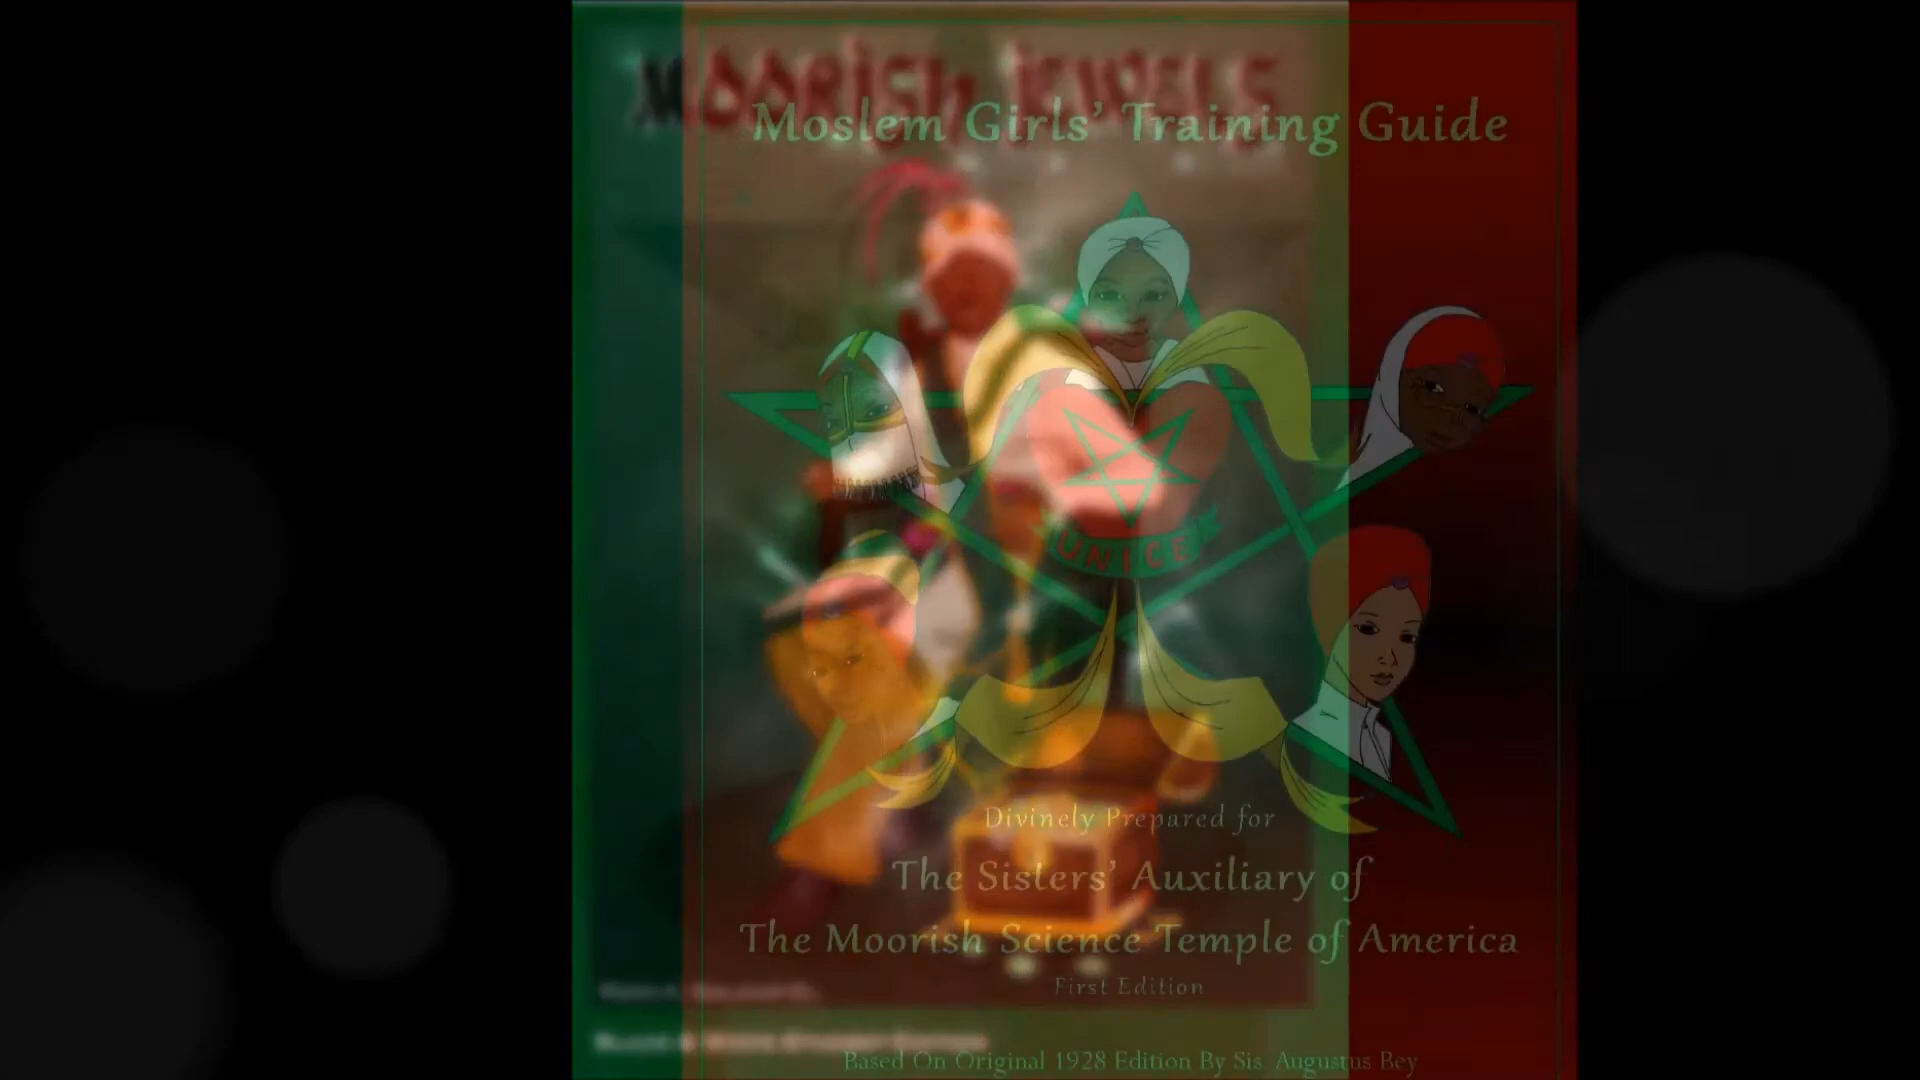 MOORISH JEWELS
Moslem Girls' Training Guide
UNICE
Divinely Prepared for
The Sisters' Auxiliary of
The Moorish Science Temple of America
First Edition
Based On Original 1928 Edition By Sis. Augustus Bey